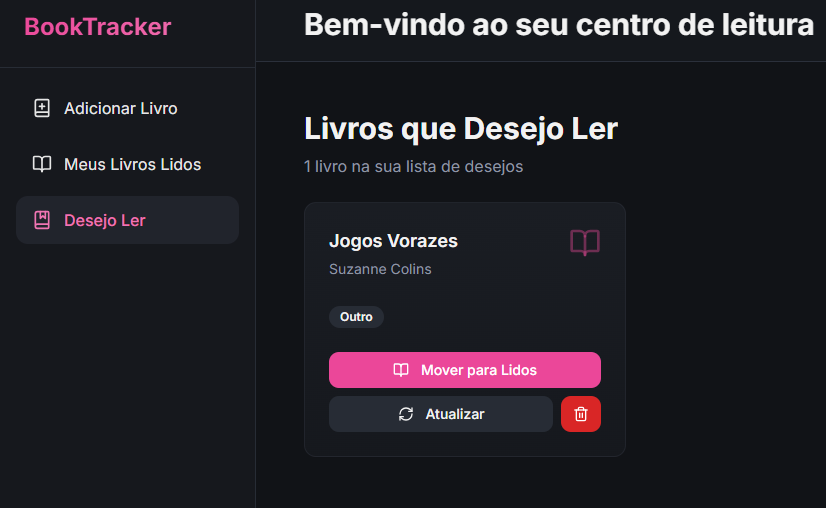 BookTracker
Bem-vindo ao seu centro de leitura
Adicionar Livro
Meus Livros Lidos
Desejo Ler
Livros que Desejo Ler
1 livro na sua lista de desejos
Jogos Vorazes
Suzanne Colins
Outro
Mover para Lidos
Atualizar